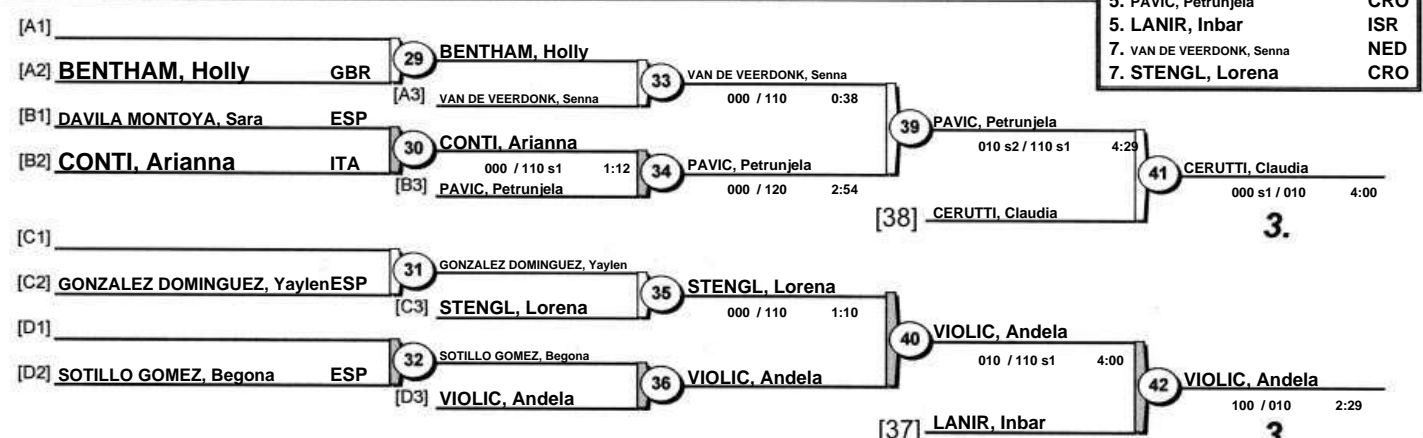 5. PAVIC, Petrunjela CRO
5. LANIR, Inbar ISR
7. VAN DE VEERDONK, Senna NED
7. STENGL, Lorena CRO
[A1]
[A2] BENTHAM, Holly GBR
29
BENTHAM, Holly
[A3] VAN DE VEERDONK, Senna
33
VAN DE VEERDONK, Senna
000 / 110 0:38
[B1] DAVILA MONTOYA, Sara ESP
[B2] CONTI, Arianna ITA
30
CONTI, Arianna
000 / 110 s1 1:12
[B3] PAVIC, Petrunjela
34
PAVIC, Petrunjela
000 / 120 2:54
39
PAVIC, Petrunjela
010 s2 / 110 s1 4:29
[38] CERUTTI, Claudia
41
CERUTTI, Claudia
000 s1 / 010 4:00
3.
[C1]
[C2] GONZALEZ DOMINGUEZ, Yaylen ESP
31
GONZALEZ DOMINGUEZ, Yaylen
[C3] STENGL, Lorena
35
STENGL, Lorena
000 / 110 1:10
[D1]
[D2] SOTILLO GOMEZ, Begona ESP
32
SOTILLO GOMEZ, Begona
[D3] VIOLIC, Andela
36
VIOLIC, Andela
40
VIOLIC, Andela
010 / 110 s1 4:00
[37] LANIR, Inbar
42
VIOLIC, Andela
100 / 010 2:29
3.